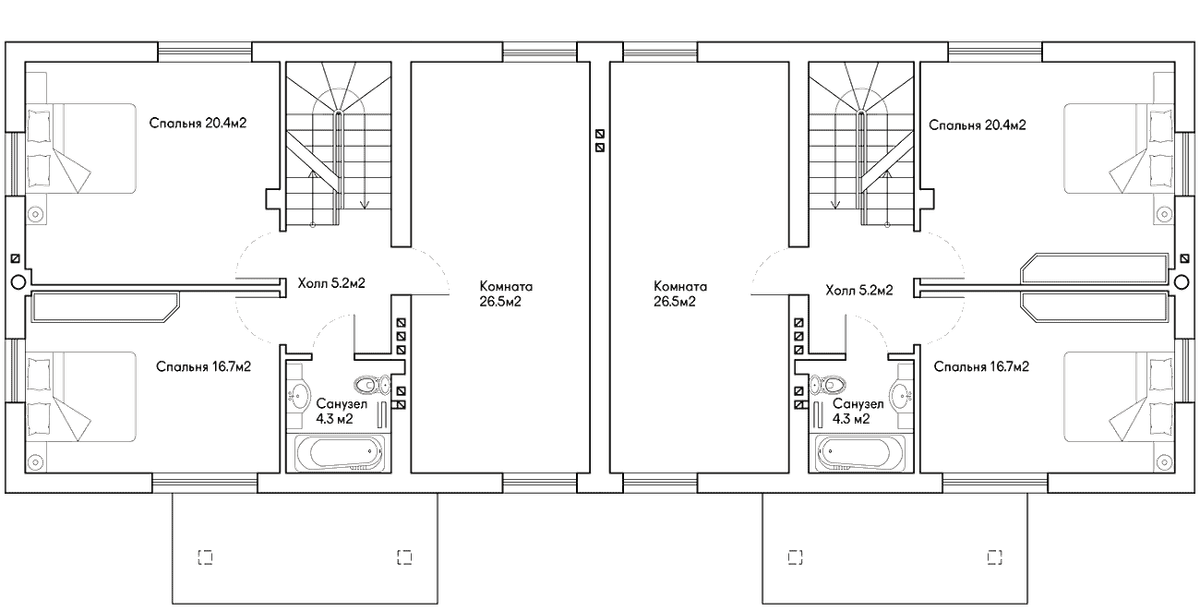 Спальня 20.4м2
Спальня 20.4м2
Холл 5.2м2
Комната
26.5м2
Комната
26.5м2
Холл 5.2м2
Спальня 16.7м2
Спальня 16.7м2
Санузел
4.3 м2
Санузел
4.3 м2